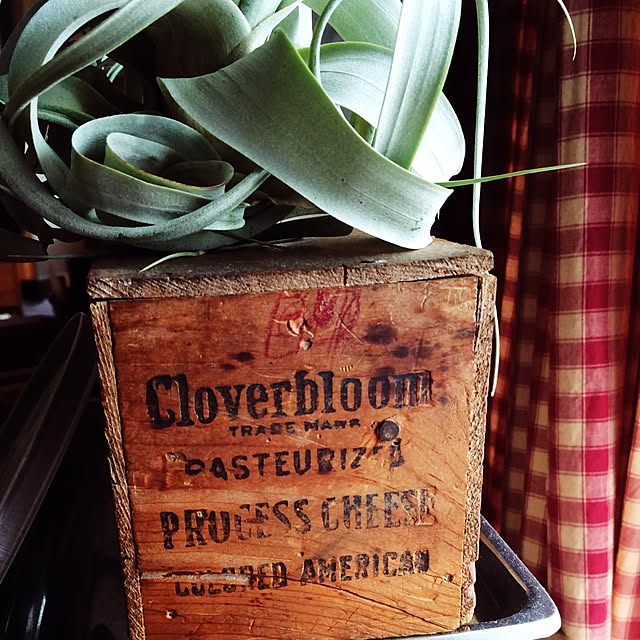 Cloverbloom
TRADE MARK
PASTEURIZED
PROCESS CHEESE
COLORED AMERICAN